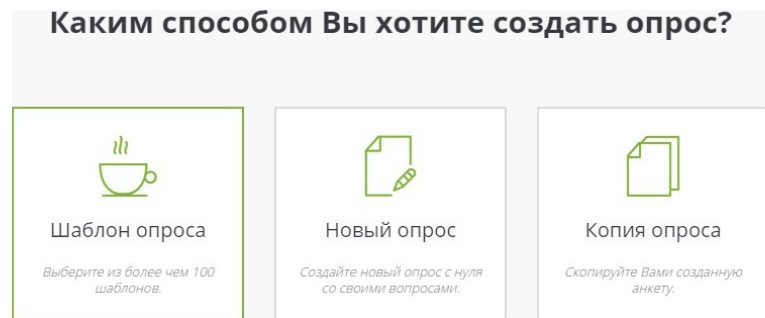 Каким способом Вы хотите создать опрос?
Шаблон опроса
Выберите из более чем 100
шаблонов.
Новый опрос
Создайте новый опрос с нуля
со своими вопросами.
Копия опроса
Скопируйте Вами созданную
анкету.